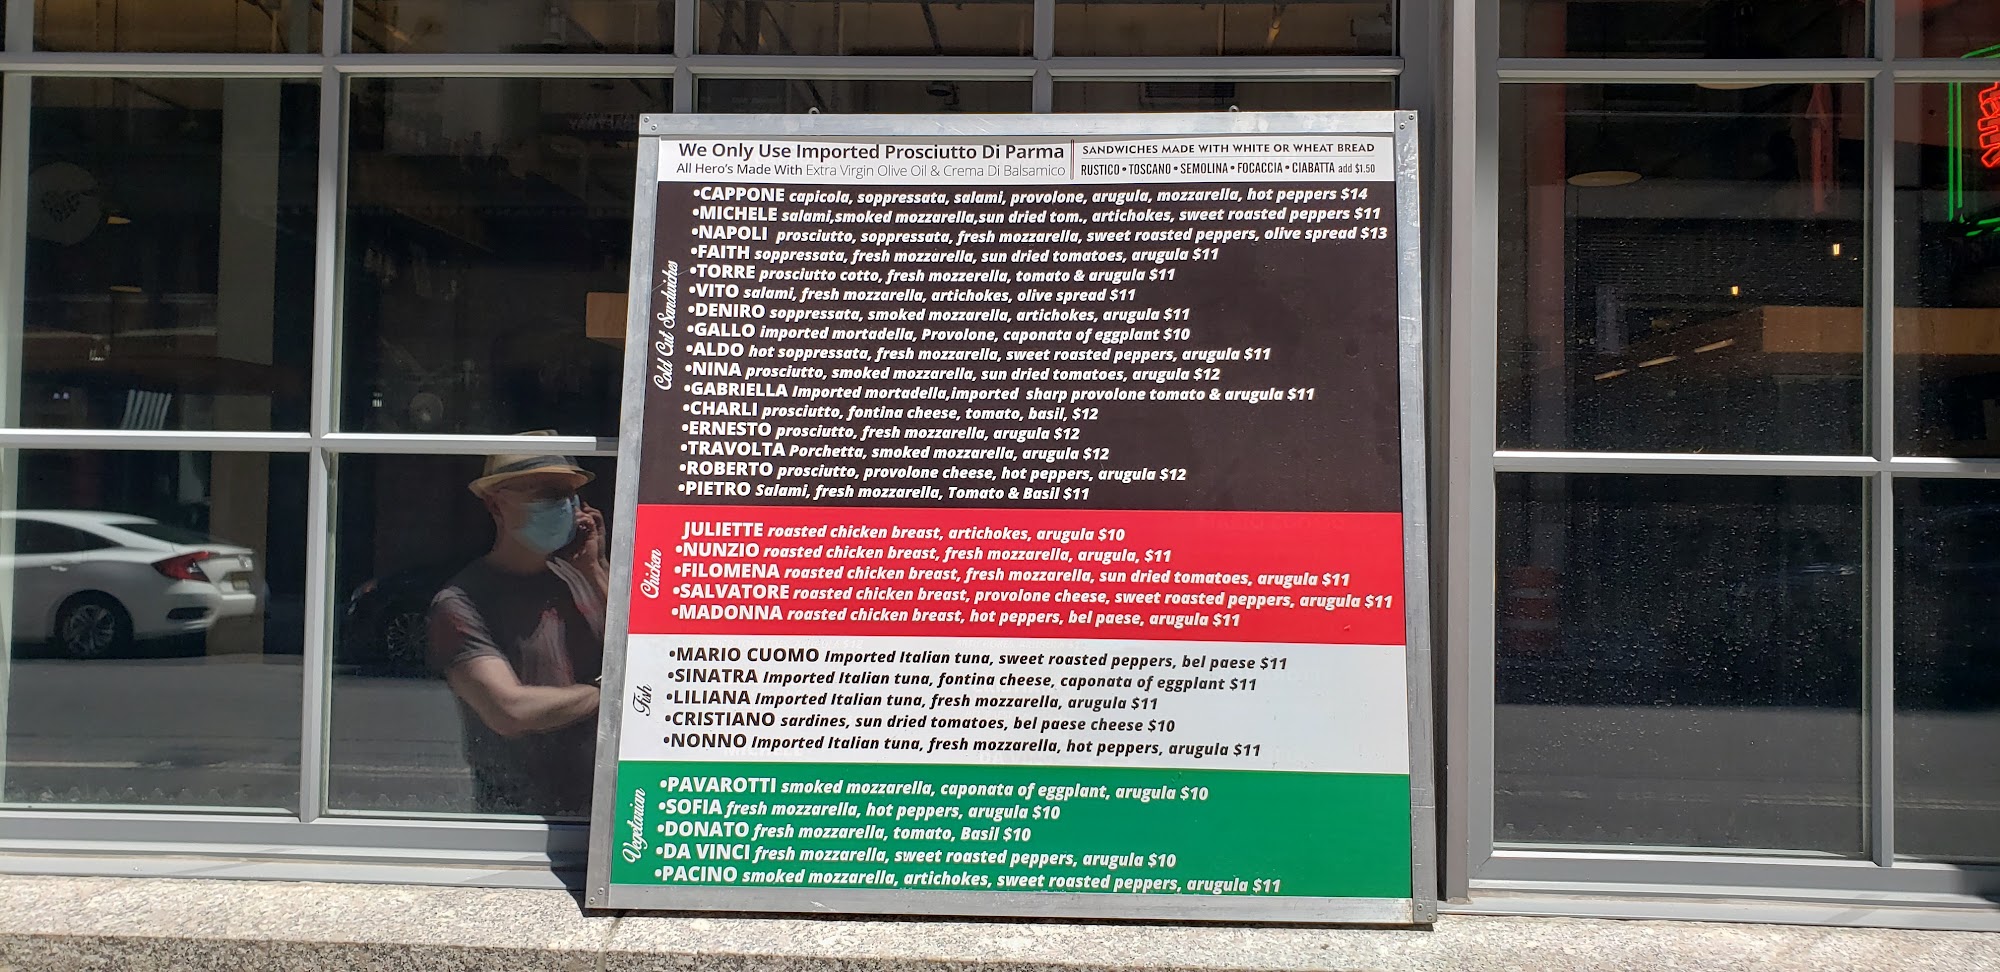 We Only Use Imported Prosciutto Di Parma
All Hero's Made With Extra Virgin Olive Oil & Crema Di Balsamico
SANDWICHES MADE WITH WHITE OR WHEAT BREAD
RUSTICO • TOSCANO • SEMOLINA • FOCACCIA • CIABATTA add $1.50
Cold Cut Sandwiches
•CAPPONE capicola, soppressata, salami, provolone, arugula, mozzarella, hot peppers $14
•MICHELE salami,smoked mozzarella,sun dried tom., artichokes, sweet roasted peppers $11
•NAPOLI prosciutto, soppressata, fresh mozzarella, sweet roasted peppers, olive spread $13
•FAITH soppressata, fresh mozzarella, sun dried tomatoes, arugula $11
•TORRE prosciutto cotto, fresh mozzerella, tomato & arugula $11
•VITO salami, fresh mozzarella, artichokes, olive spread $11
•DENIRO soppressata, smoked mozzarella, artichokes, arugula $11
•GALLO imported mortadella, Provolone, caponata of eggplant $10
•ALDO hot soppressata, fresh mozzarella, sweet roasted peppers, arugula $11
•NINA prosciutto, smoked mozzarella, sun dried tomatoes, arugula $12
•GABRIELLA Imported mortadella,imported sharp provolone tomato & arugula $11
•CHARLI prosciutto, fontina cheese, tomato, basil, $12
•ERNESTO prosciutto, fresh mozzarella, arugula $12
•TRAVOLTA Porchetta, smoked mozzarella, arugula $12
•ROBERTO prosciutto, provolone cheese, hot peppers, arugula $12
•PIETRO Salami, fresh mozzarella, Tomato & Basil $11
Chicken
JULIETTE roasted chicken breast, artichokes, arugula $10
•NUNZIO roasted chicken breast, fresh mozzarella, arugula, $11
•FILOMENA roasted chicken breast, fresh mozzarella, sun dried tomatoes, arugula $11
•SALVATORE roasted chicken breast, provolone cheese, sweet roasted peppers, arugula $11
•MADONNA roasted chicken breast, hot peppers, bel paese, arugula $11
Fish
•MARIO CUOMO Imported Italian tuna, sweet roasted peppers, bel paese $11
•SINATRA Imported Italian tuna, fontina cheese, caponata of eggplant $11
•LILIANA Imported Italian tuna, fresh mozzarella, arugula $11
•CRISTIANO sardines, sun dried tomatoes, bel paese cheese $10
•NONNO Imported Italian tuna, fresh mozzarella, hot peppers, arugula $11
Vegetarian
•PAVAROTTI smoked mozzarella, caponata of eggplant, arugula $10
•SOFIA fresh mozzarella, hot peppers, arugula $10
•DONATO fresh mozzarella, tomato, Basil $10
•DA VINCI fresh mozzarella, sweet roasted peppers, arugula $10
•PACINO smoked mozzarella, artichokes, sweet roasted peppers, arugula $11